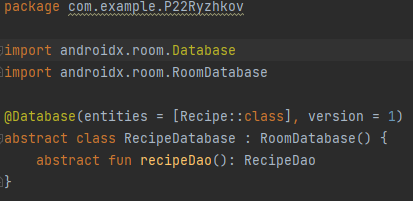 package com.example.P22Ryzhkov
import androidx.room.Database
import androidx.room.RoomDatabase
@Database(entities = [Recipe::class], version = 1)
abstract class RecipeDatabase : RoomDatabase() {
    abstract fun recipeDao(): RecipeDao
}